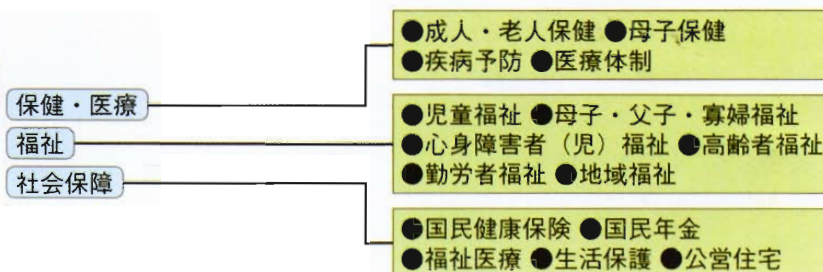 保健・医療
●成人・老人保健 ●母子保健
●疾病予防 ●医療体制
福祉
●児童福祉 ●母子・父子・寡婦福祉
●心身障害者（児）福祉 ●高齢者福祉
●勤労者福祉 ●地域福祉
社会保障
●国民健康保険 ●国民年金
●福祉医療 ●生活保護 ●公営住宅